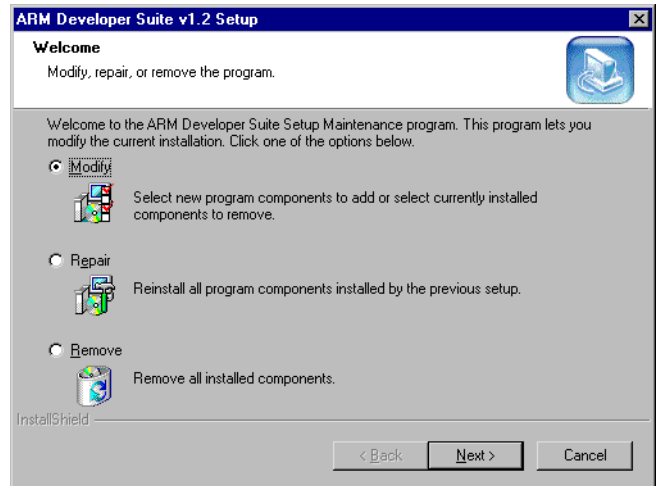 ARM Developer Suite v1.2 Setup
Welcome
Modify, repair, or remove the program.
Welcome to the ARM Developer Suite Setup Maintenance program. This program lets you
modify the current installation. Click one of the options below.
Modify
Select new program components to add or select currently installed
components to remove.
Repair
Reinstall all program components installed by the previous setup.
Remove
Remove all installed components.
InstallShield
< Back Next > Cancel